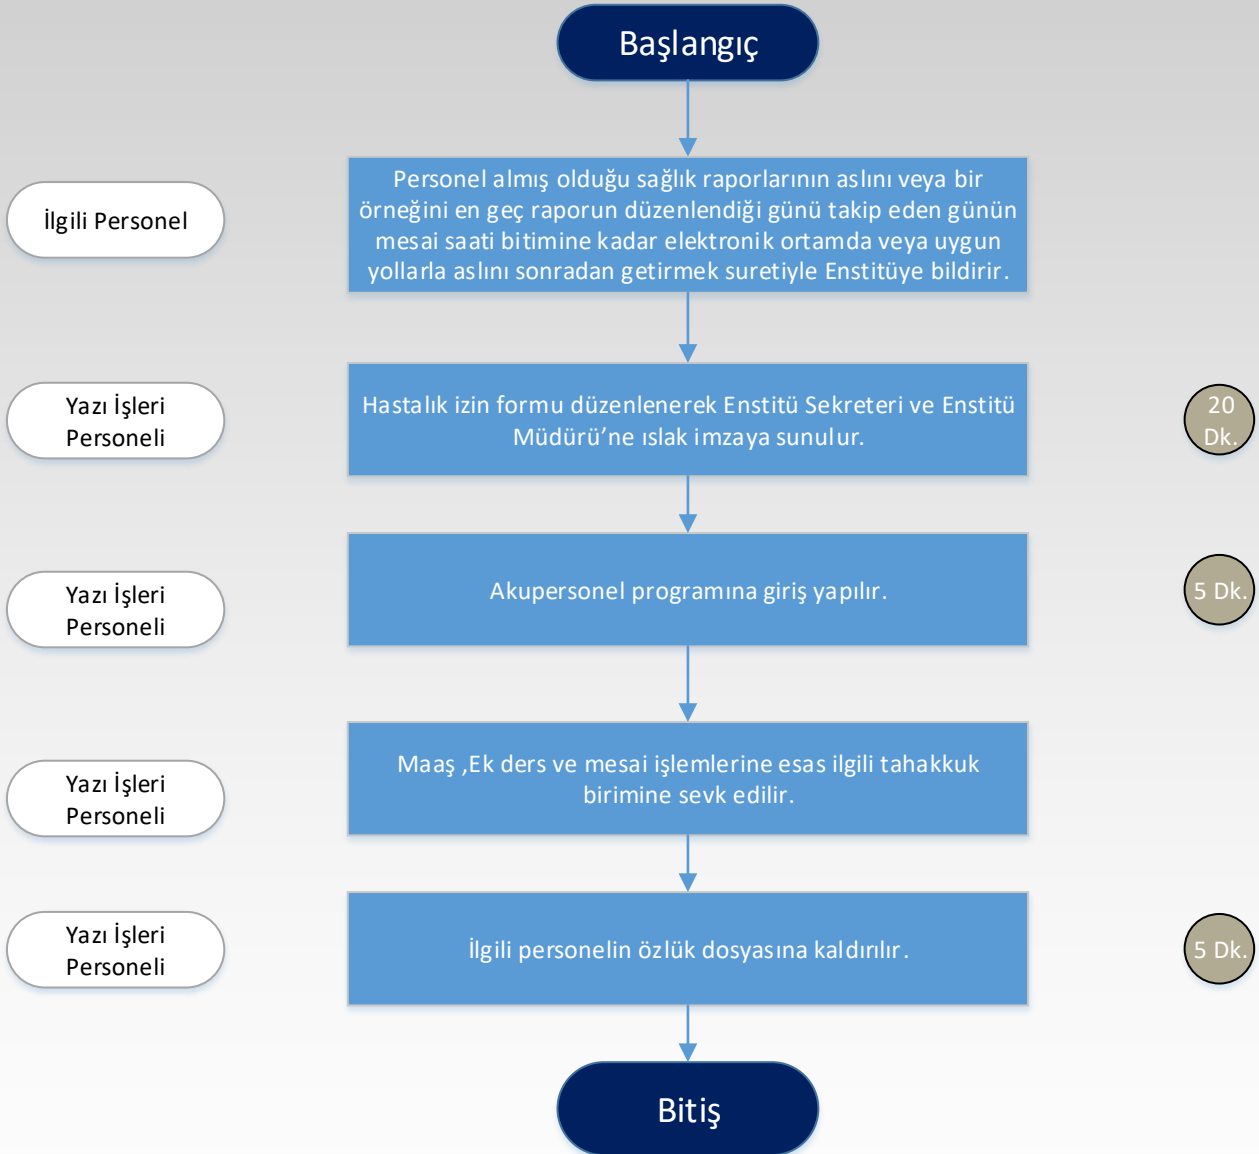 Başlangıç
İlgili Personel
Personel almış olduğu sağlık raporlarının aslını veya bir
örneğini en geç raporun düzenlendiği günü takip eden günün
mesai saati bitimine kadar elektronik ortamda veya uygun
yollarla aslını sonradan getirmek suretiyle Enstitüye bildirir.
Yazı İşleri
Personeli
Hastalık izin formu düzenlenerek Enstitü Sekreteri ve Enstitü
Müdürü’ne ıslak imzaya sunulur.
20
Dk.
Yazı İşleri
Personeli
Akupersonel programına giriş yapılır.
5 Dk.
Yazı İşleri
Personeli
Maaş ,Ek ders ve mesai işlemlerine esas ilgili tahakkuk
birimine sevk edilir.
Yazı İşleri
Personeli
İlgili personelin özlük dosyasına kaldırılır.
5 Dk.
Bitiş